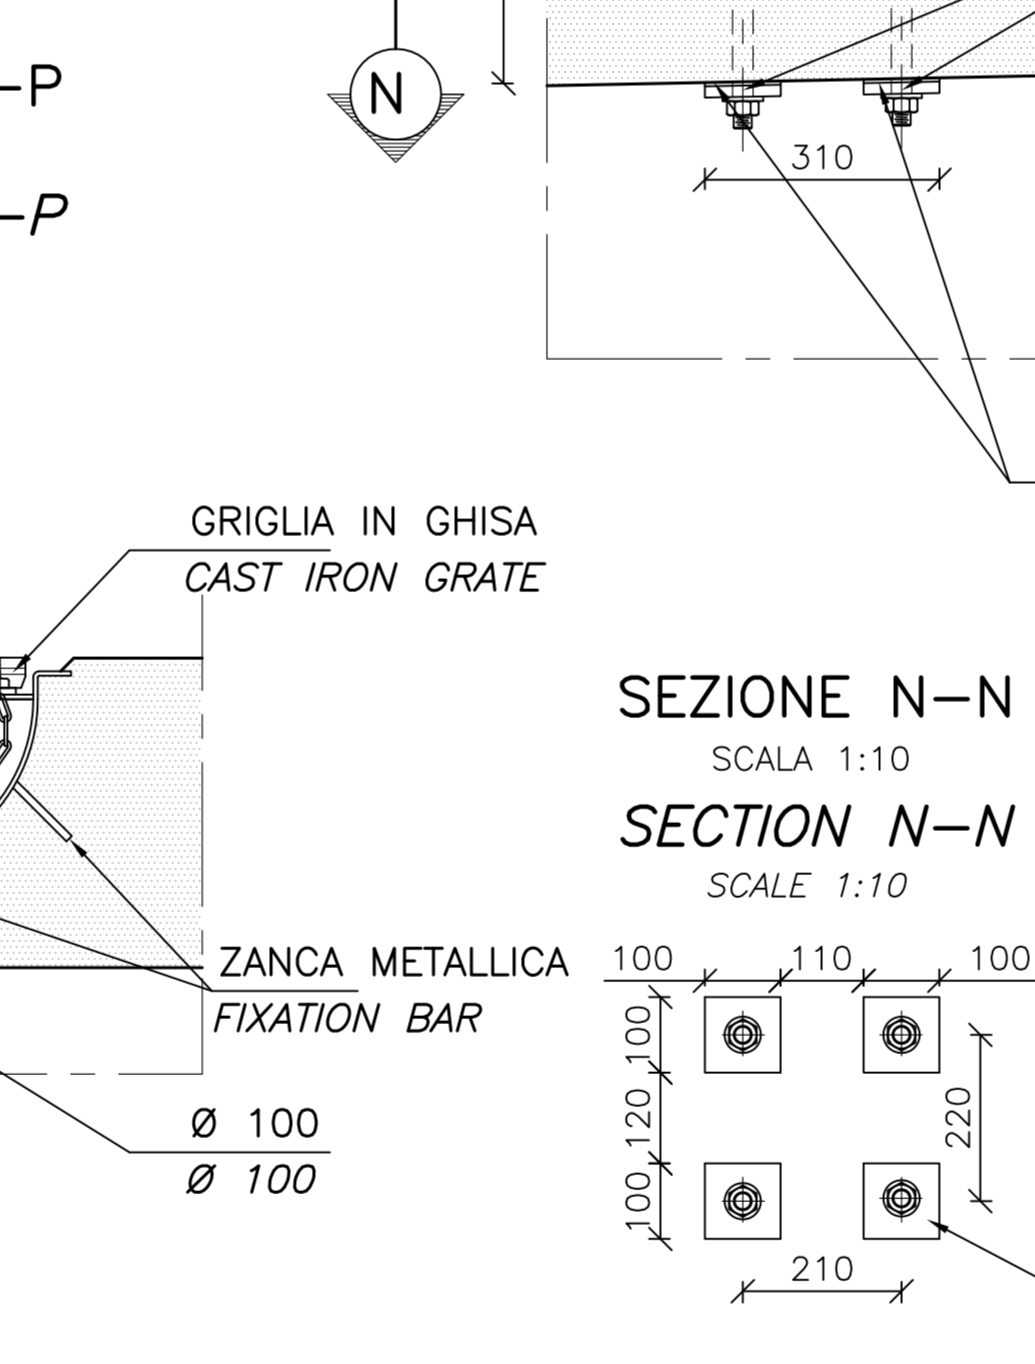 –P
–P
N
310
GRIGLIA IN GHISA
CAST IRON GRATE
SEZIONE N–N
SCALA 1:10
SECTION N–N
SCALE 1:10
ZANCA METALLICA
FIXATION BAR
Ø 100
Ø 100
100 110 100
100
120
100
220
210